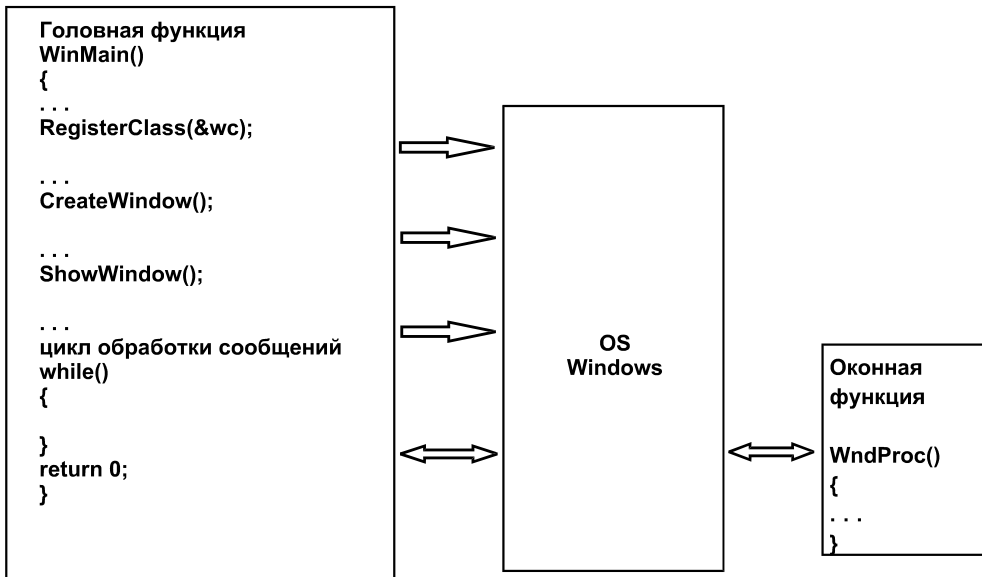 Головная функция
WinMain()
{
. . .
RegisterClass(&wc);
. . .
CreateWindow();
. . .
ShowWindow();
. . .
цикл обработки сообщений
while()
{
}
return 0;
}
OS
Windows
Оконная
функция
WndProc()
{
. . .
}